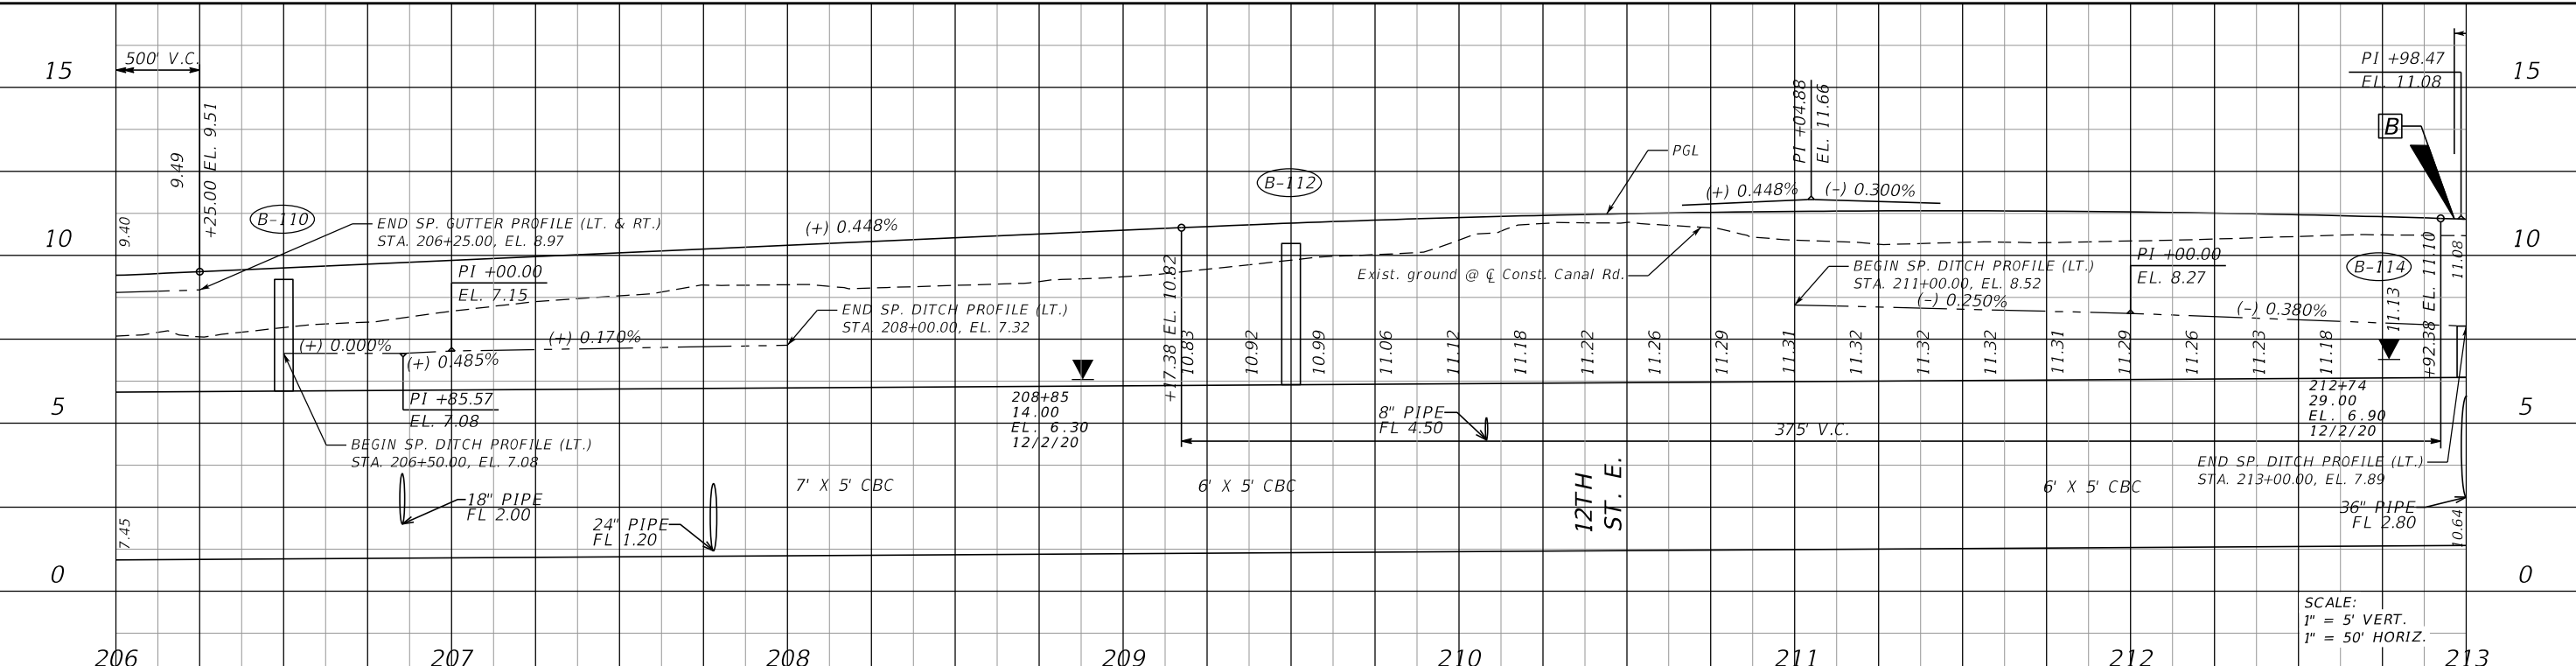 15
10
5
0
500' V.C.
9.49
+25.00 EL. 9.51
9.40
7.45
B-110
END SP. GUTTER PROFILE (LT. & RT.)
STA. 206+25.00, EL. 8.97
PI +00.00
EL. 7.15
(+) 0.000%
(+) 0.485%
(+) 0.170%
PI +85.57
EL. 7.08
BEGIN SP. DITCH PROFILE (LT.)
STA. 206+50.00, EL. 7.08
18" PIPE
FL 2.00
24" PIPE
FL 1.20
(+) 0.448%
END SP. DITCH PROFILE (LT.)
STA. 208+00.00, EL. 7.32
7' X 5' CBC
208+85
14.00
EL. 6.30
12/2/20
+17.38 EL. 10.82
B-112
10.83
10.92
10.99
11.06
11.12
11.18
11.22
11.26
11.29
11.31
11.32
11.32
11.32
11.31
11.29
11.26
11.23
11.18
11.13
6' X 5' CBC
8" PIPE
FL 4.50
Exist. ground @ ℄ Const. Canal Rd.
PGL
12TH
ST. E.
375' V.C.
PI +04.88
EL. 11.66
(+) 0.448%
(-) 0.300%
BEGIN SP. DITCH PROFILE (LT.)
STA. 211+00.00, EL. 8.52
(-) 0.250%
PI +00.00
EL. 8.27
(-) 0.380%
6' X 5' CBC
B-114
PI +98.47
EL. 11.08
B
+92.38 EL. 11.10
11.08
212+74
29.00
EL. 6.90
12/2/20
END SP. DITCH PROFILE (LT.)
STA. 213+00.00, EL. 7.89
36" PIPE
FL 2.80
10.64
15
10
5
0
SCALE:
1" = 5' VERT.
1" = 50' HORIZ.
206
207
208
209
210
211
212
213